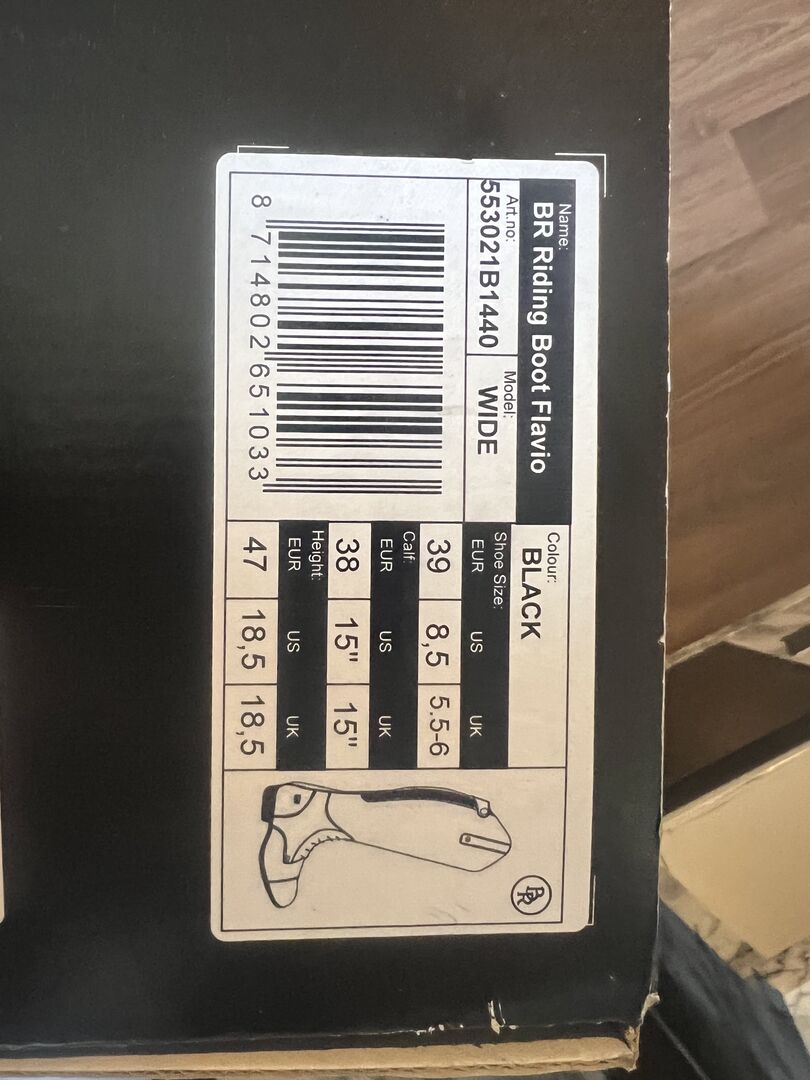 Name:
BR Riding Boot Flavio
Art.no:
553021B1440
Model:
WIDE
8 714802 651033
Colour:
BLACK
Shoe Size:
EUR US UK
39 8,5 5.5-6
Calf:
EUR US UK
38 15" 15"
Height:
EUR US UK
47 18,5 18,5
BR